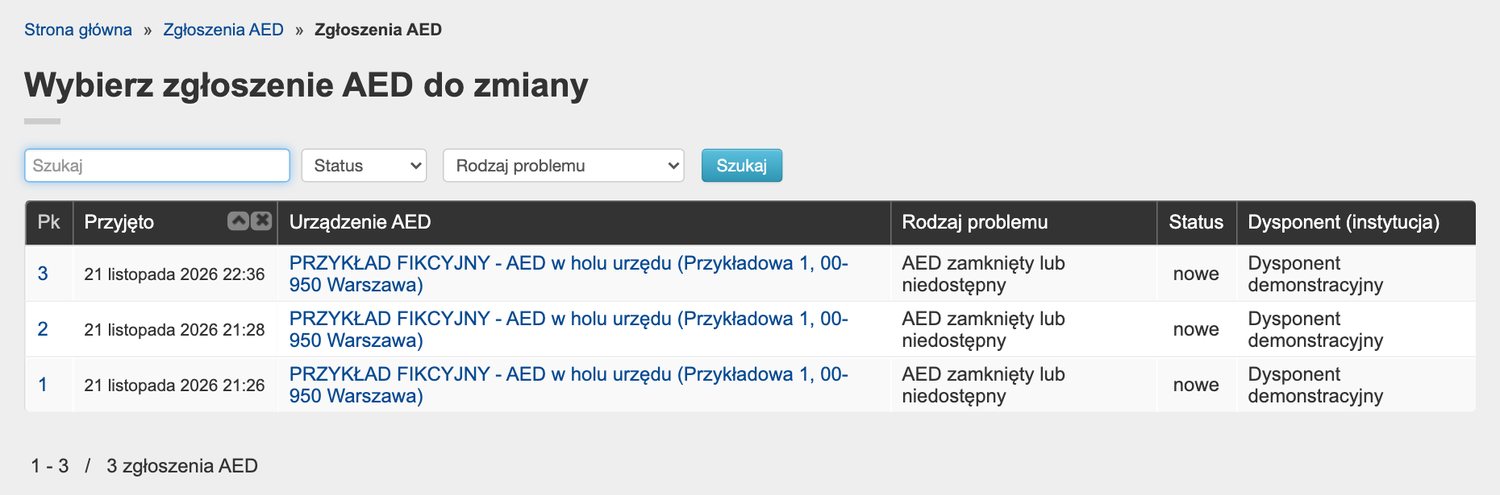 Strona główna » Zgłoszenia AED » Zgłoszenia AED
Wybierz zgłoszenie AED do zmiany
Szukaj Status Rodzaj problemu Szukaj
Pk Przyjęto Urządzenie AED Rodzaj problemu Status Dysponent (instytucja)
3 21 listopada 2026 22:36 PRZYKŁAD FIKCYJNY - AED w holu urzędu (Przykładowa 1, 00-
950 Warszawa) AED zamknięty lub
niedostępny nowe Dysponent
demonstracyjny
2 21 listopada 2026 21:28 PRZYKŁAD FIKCYJNY - AED w holu urzędu (Przykładowa 1, 00-
950 Warszawa) AED zamknięty lub
niedostępny nowe Dysponent
demonstracyjny
1 21 listopada 2026 21:26 PRZYKŁAD FIKCYJNY - AED w holu urzędu (Przykładowa 1, 00-
950 Warszawa) AED zamknięty lub
niedostępny nowe Dysponent
demonstracyjny
1 - 3 / 3 zgłoszenia AED